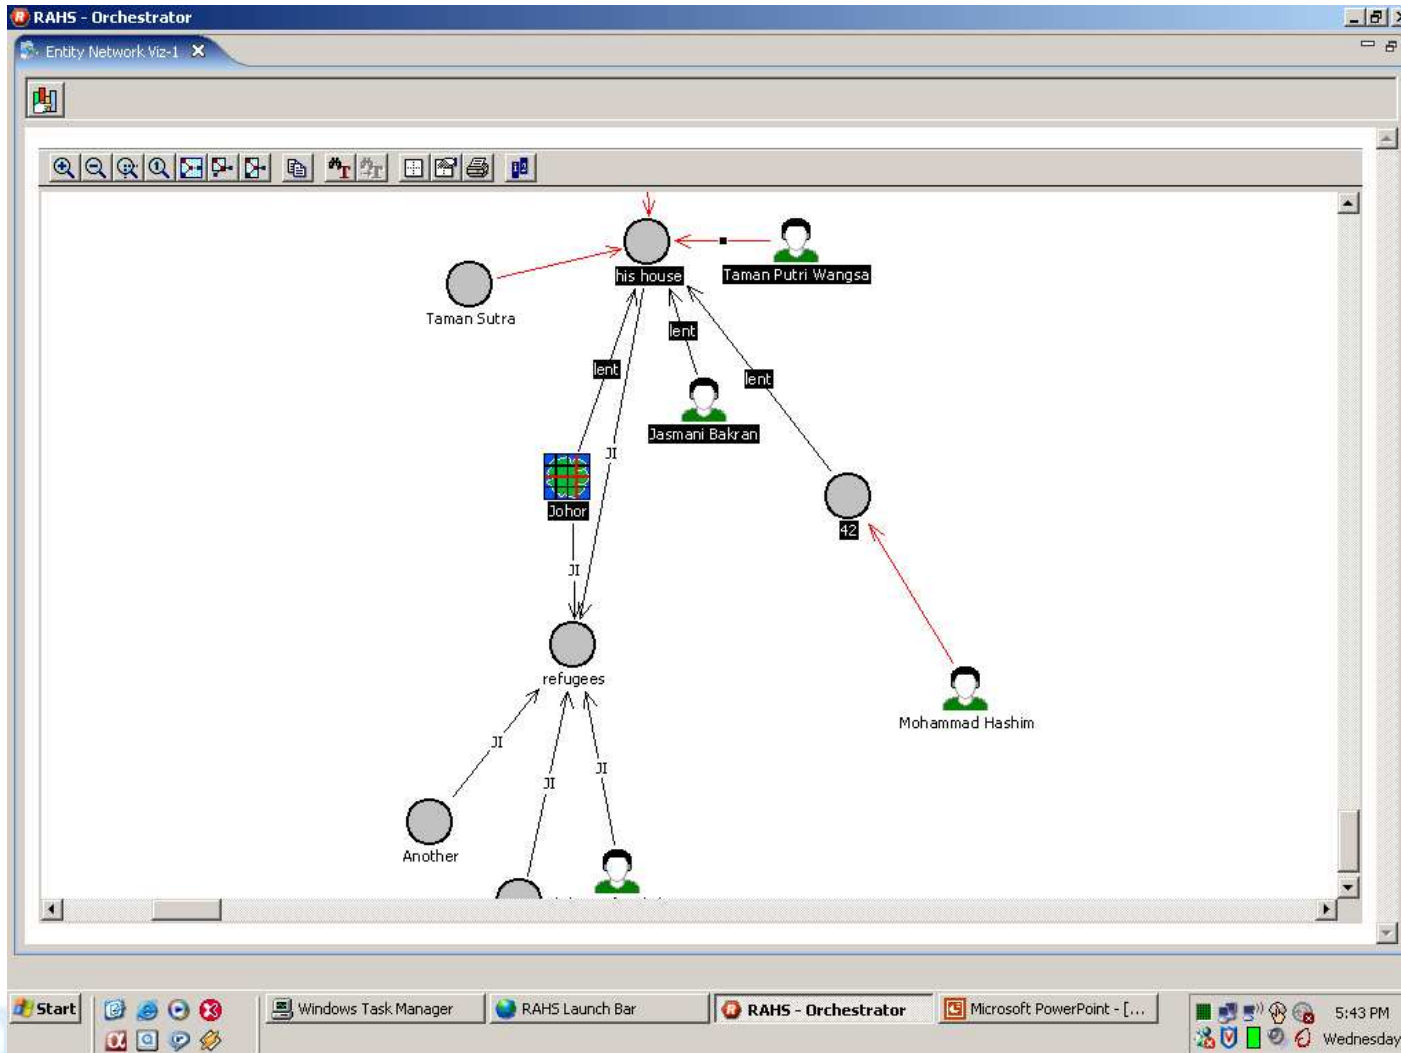 RAHS - Orchestrator
Entity Network Viz-1
his house
Taman Putri Wangsa
Taman Sutra
lent
lent
lent
Jasmani Bakran
JI
Johor
42
JI
refugees
Mohammad Hashim
JI
JI
JI
Another
Start
Windows Task Manager
RAHS Launch Bar
RAHS - Orchestrator
Microsoft PowerPoint - [...
5:43 PM
Wednesday